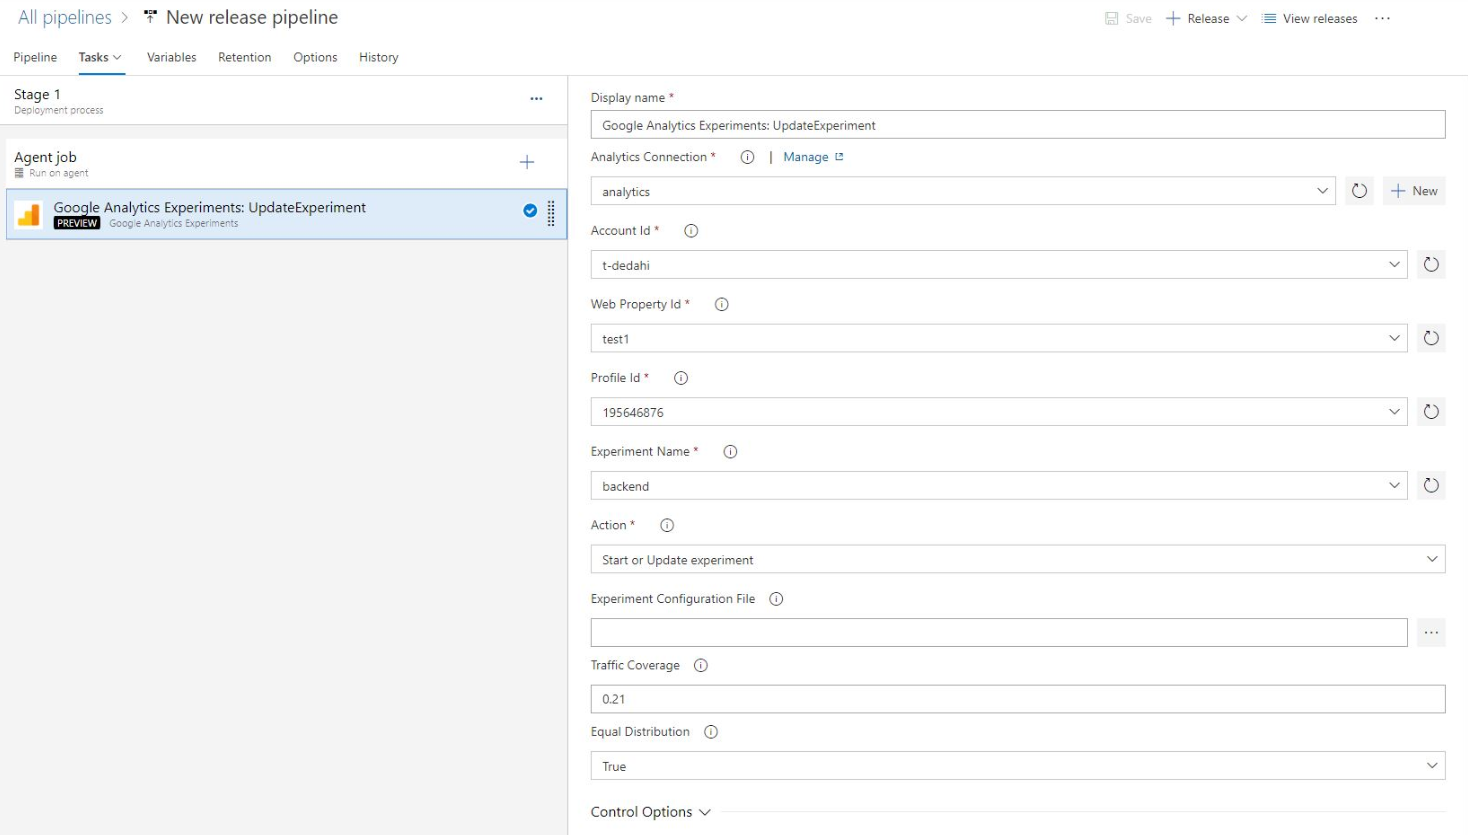 All pipelines > New release pipeline
Save + Release View releases ...
Pipeline Tasks Variables Retention Options History
Stage 1
Deployment process
...
Agent job
Run on agent
Google Analytics Experiments: UpdateExperiment
PREVIEW Google Analytics Experiments
Display name *
Google Analytics Experiments: UpdateExperiment
Analytics Connection * | Manage
analytics
+ New
Account Id *
t-dedahi
Web Property Id *
test1
Profile Id *
195646876
Experiment Name *
backend
Action *
Start or Update experiment
Experiment Configuration File
...
Traffic Coverage
0.21
Equal Distribution
True
Control Options